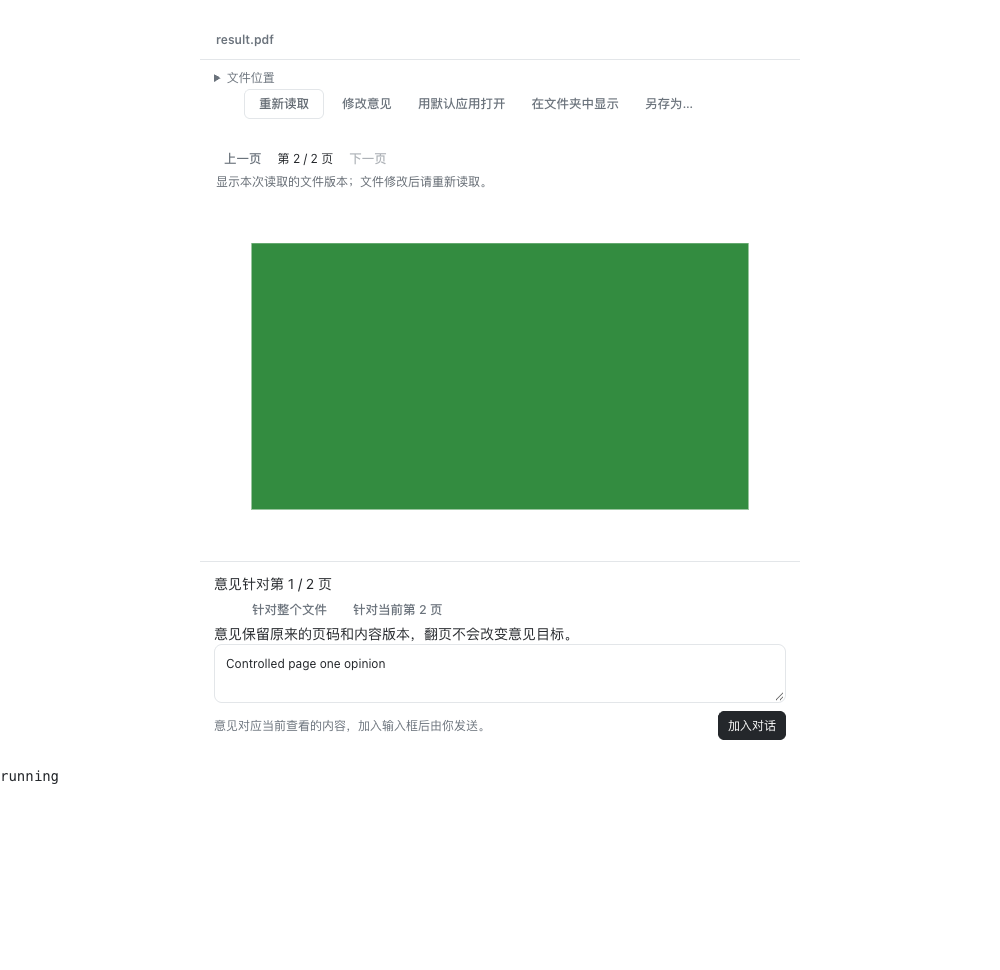 result.pdf
▶ 文件位置
重新读取 修改意见 用默认应用打开 在文件夹中显示 另存为...
上一页 第 2 / 2 页 下一页
显示本次读取的文件版本；文件修改后请重新读取。
意见针对第 1 / 2 页
针对整个文件 针对当前第 2 页
意见保留原来的页码和内容版本，翻页不会改变意见目标。
Controlled page one opinion
意见对应当前查看的内容，加入输入框后由你发送。 加入对话
running